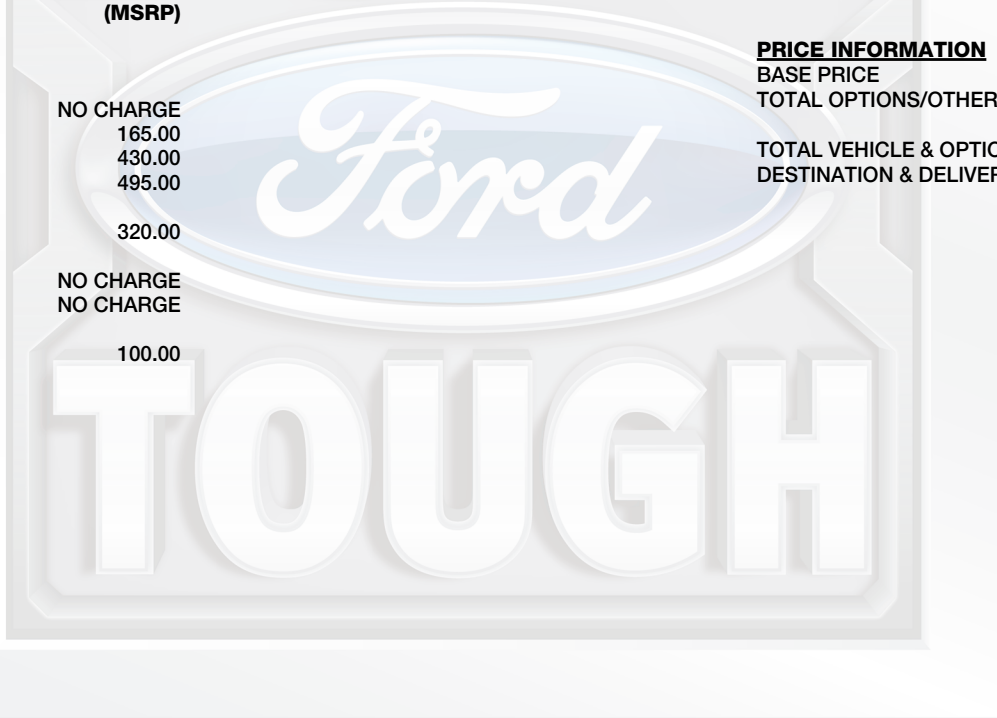 (MSRP)
NO CHARGE
165.00
430.00
495.00
320.00
NO CHARGE
NO CHARGE
100.00
PRICE INFORMATION
BASE PRICE
TOTAL OPTIONS/OTHER
TOTAL VEHICLE & OPTIO
DESTINATION & DELIVER
Ford
TOUGH